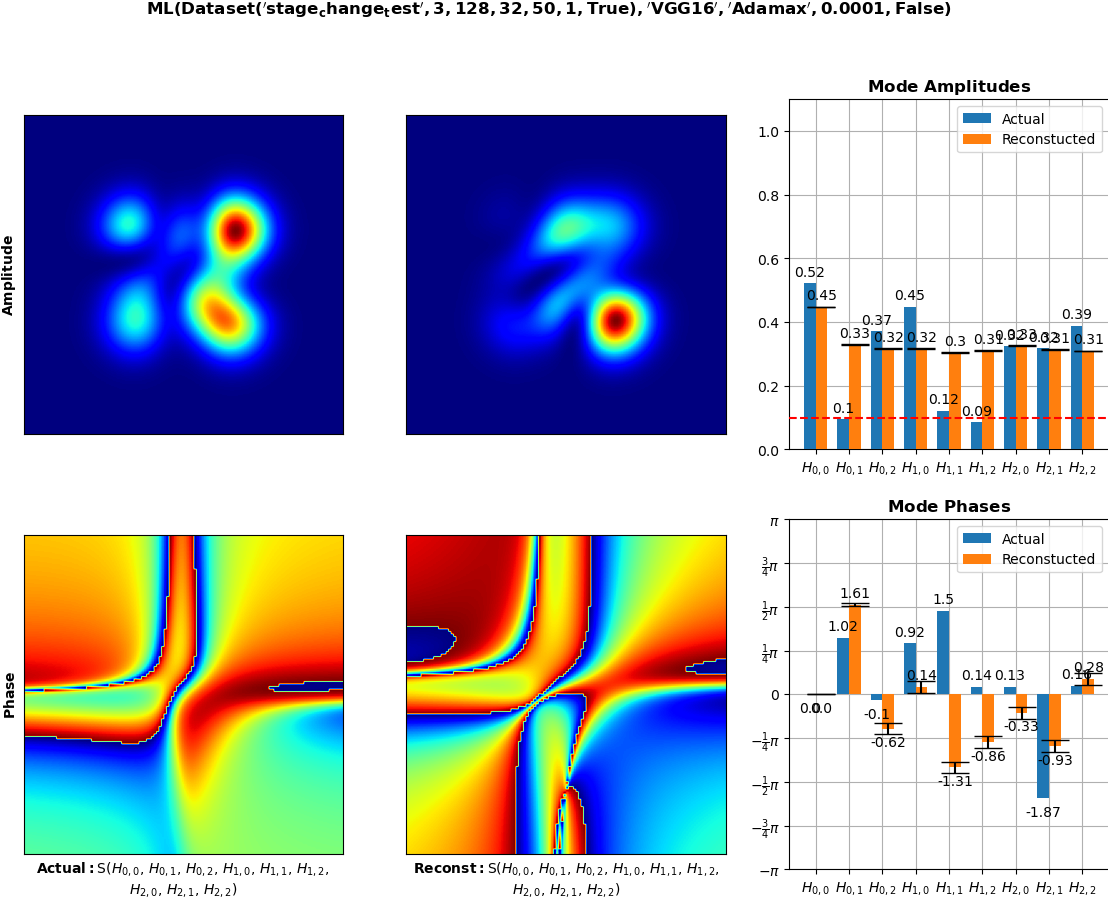 ML(Dataset('stage_change_test', 3, 128, 32, 50, 1, True), 'VGG16', 'Adamax', 0.0001, False)
Amplitude
Mode Amplitudes
Actual
Reconstucted
1.0
0.8
0.6
0.4
0.2
0.0
0.52
0.45
0.1
0.33
0.37
0.32
0.45
0.32
0.12
0.3
0.09
0.31
0.32
0.33
0.32
0.31
0.39
0.31
H0,0 H0,1 H0,2 H1,0 H1,1 H1,2 H2,0 H2,1 H2,2
Phase
Actual:S(H0,0, H0,1, H0,2, H1,0, H1,1, H1,2,
H2,0, H2,1, H2,2)
Reconst:S(H0,0, H0,1, H0,2, H1,0, H1,1, H1,2,
H2,0, H2,1, H2,2)
Mode Phases
Actual
Reconstucted
π
3/4π
1/2π
1/4π
0
−1/4π
−1/2π
−3/4π
−π
0.0
0.0
1.02
1.61
-0.1
-0.62
0.92
0.14
1.5
-1.31
0.14
-0.86
0.13
-0.33
-1.87
-0.93
0.16
0.28
H0,0 H0,1 H0,2 H1,0 H1,1 H1,2 H2,0 H2,1 H2,2